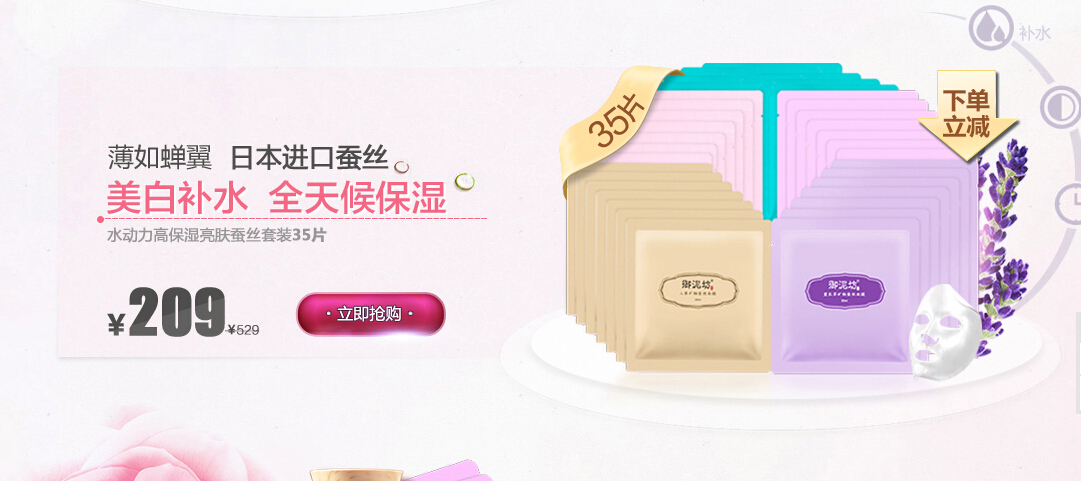 补水
35片
下单
立减
薄如蝉翼 日本进口蚕丝
美白补水 全天候保湿
水动力高保湿亮肤蚕丝套装35片
¥209 ¥529
·立即抢购·
御泥坊
御泥坊